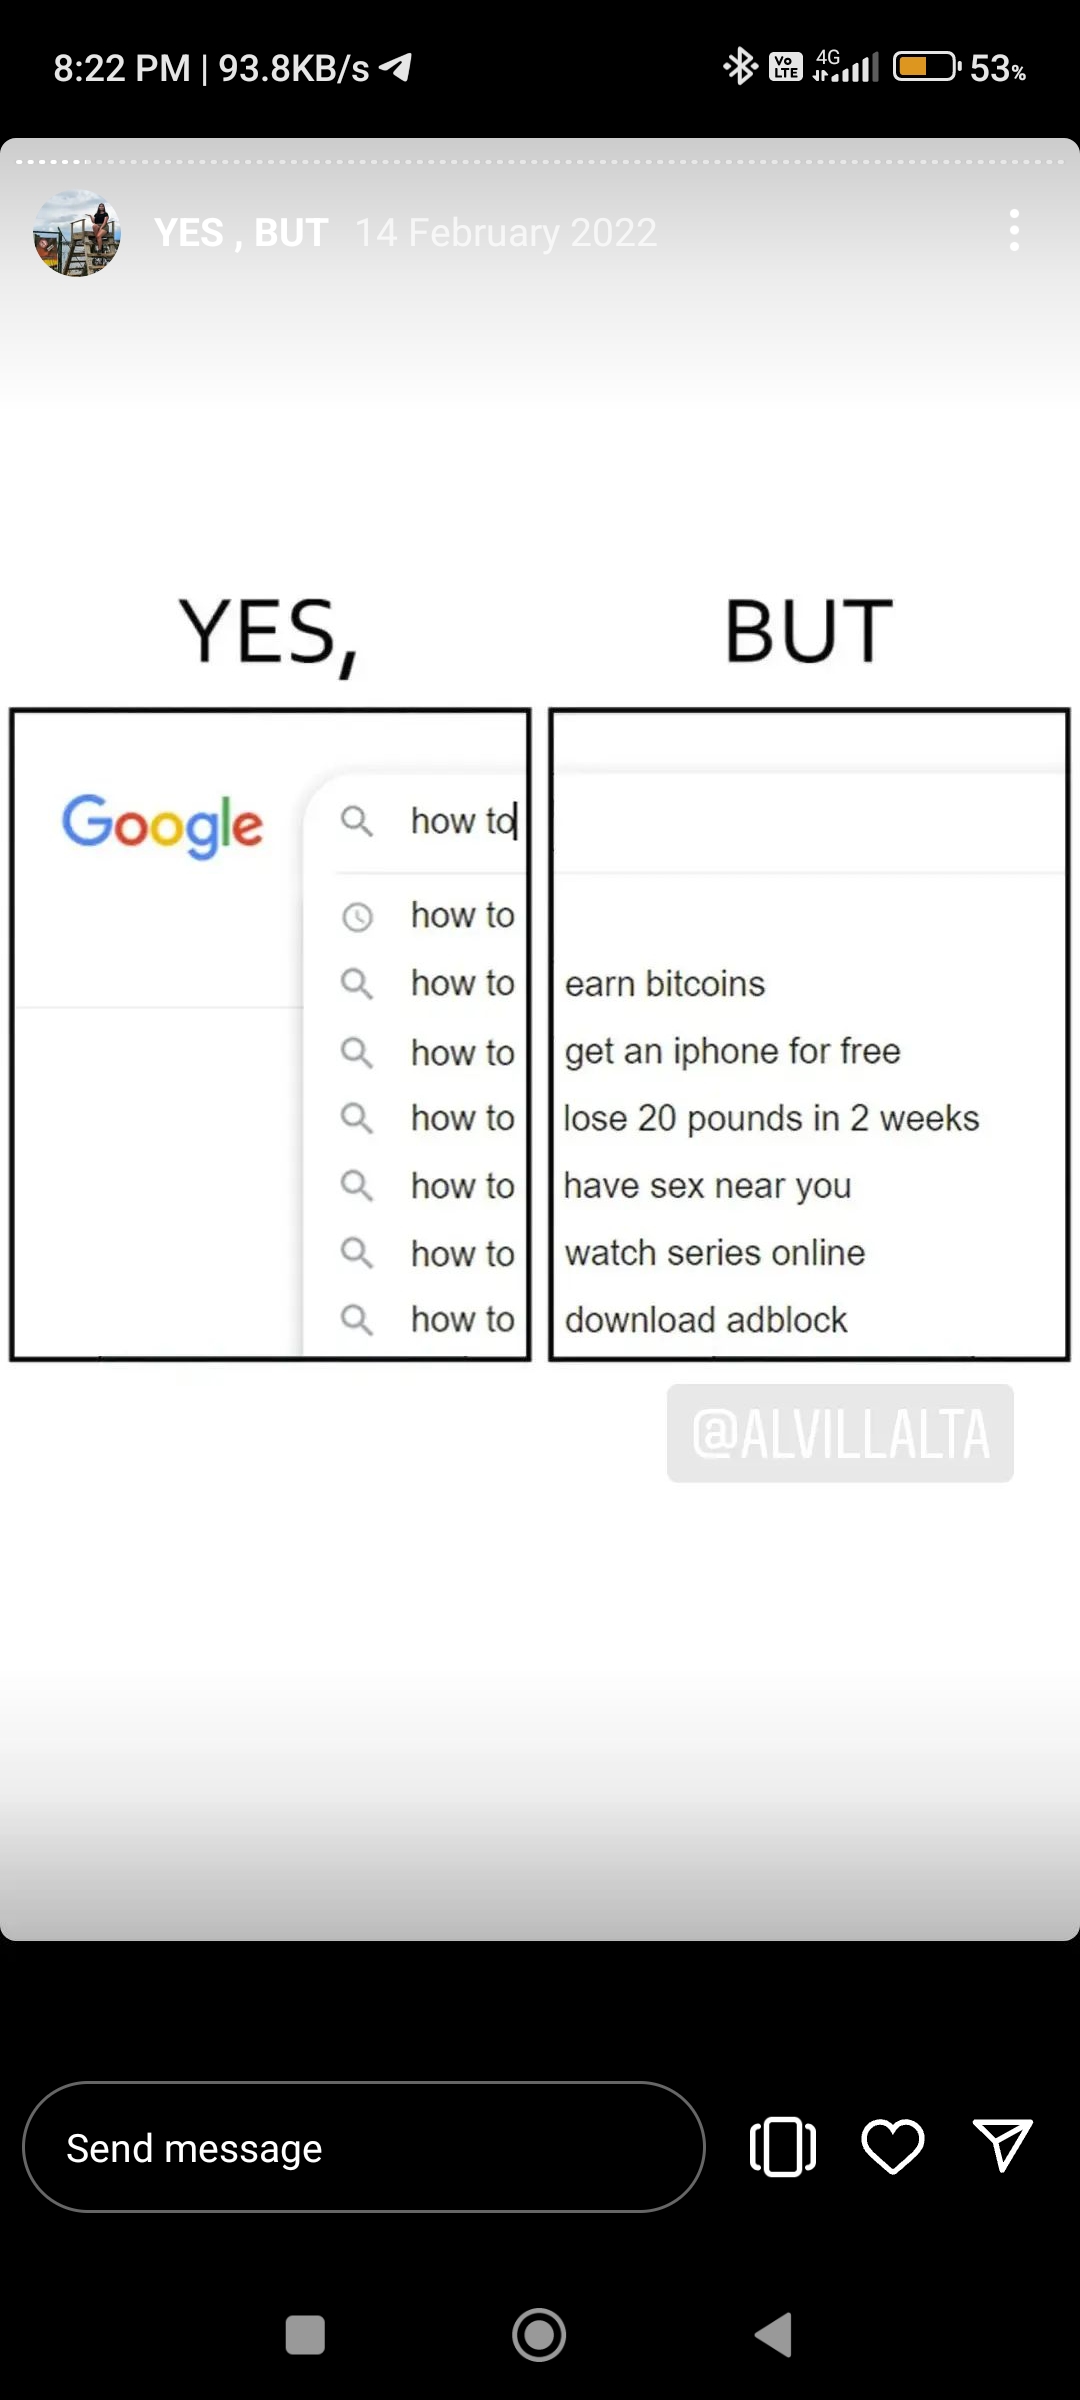 8:22 PM | 93.8KB/s
Vo LTE
4G
53%
YES , BUT 14 February 2022
YES, BUT
Google
how to
how to
how to earn bitcoins
how to get an iphone for free
how to lose 20 pounds in 2 weeks
how to have sex near you
how to watch series online
how to download adblock
@ALVILLALTA
Send message